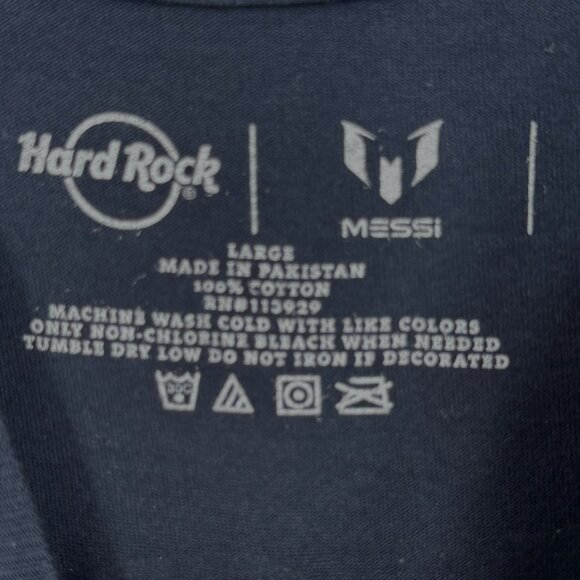 Hard Rock ®
MESSI
LARGE
MADE IN PAKISTAN
100% COTTON
RN#113929
MACHINE WASH COLD WITH LIKE COLORS
ONLY NON-CHLORINE BLEACH WHEN NEEDED
TUMBLE DRY LOW DO NOT IRON IF DECORATED
30C